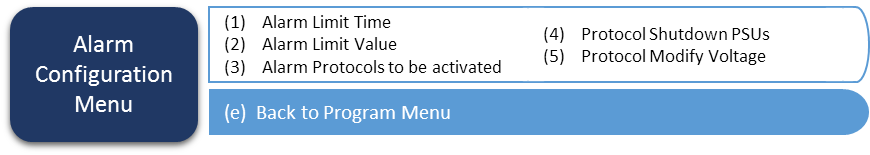 Alarm
Configuration
Menu
(1) Alarm Limit Time
(2) Alarm Limit Value
(3) Alarm Protocols to be activated
(4) Protocol Shutdown PSUs
(5) Protocol Modify Voltage
(e) Back to Program Menu